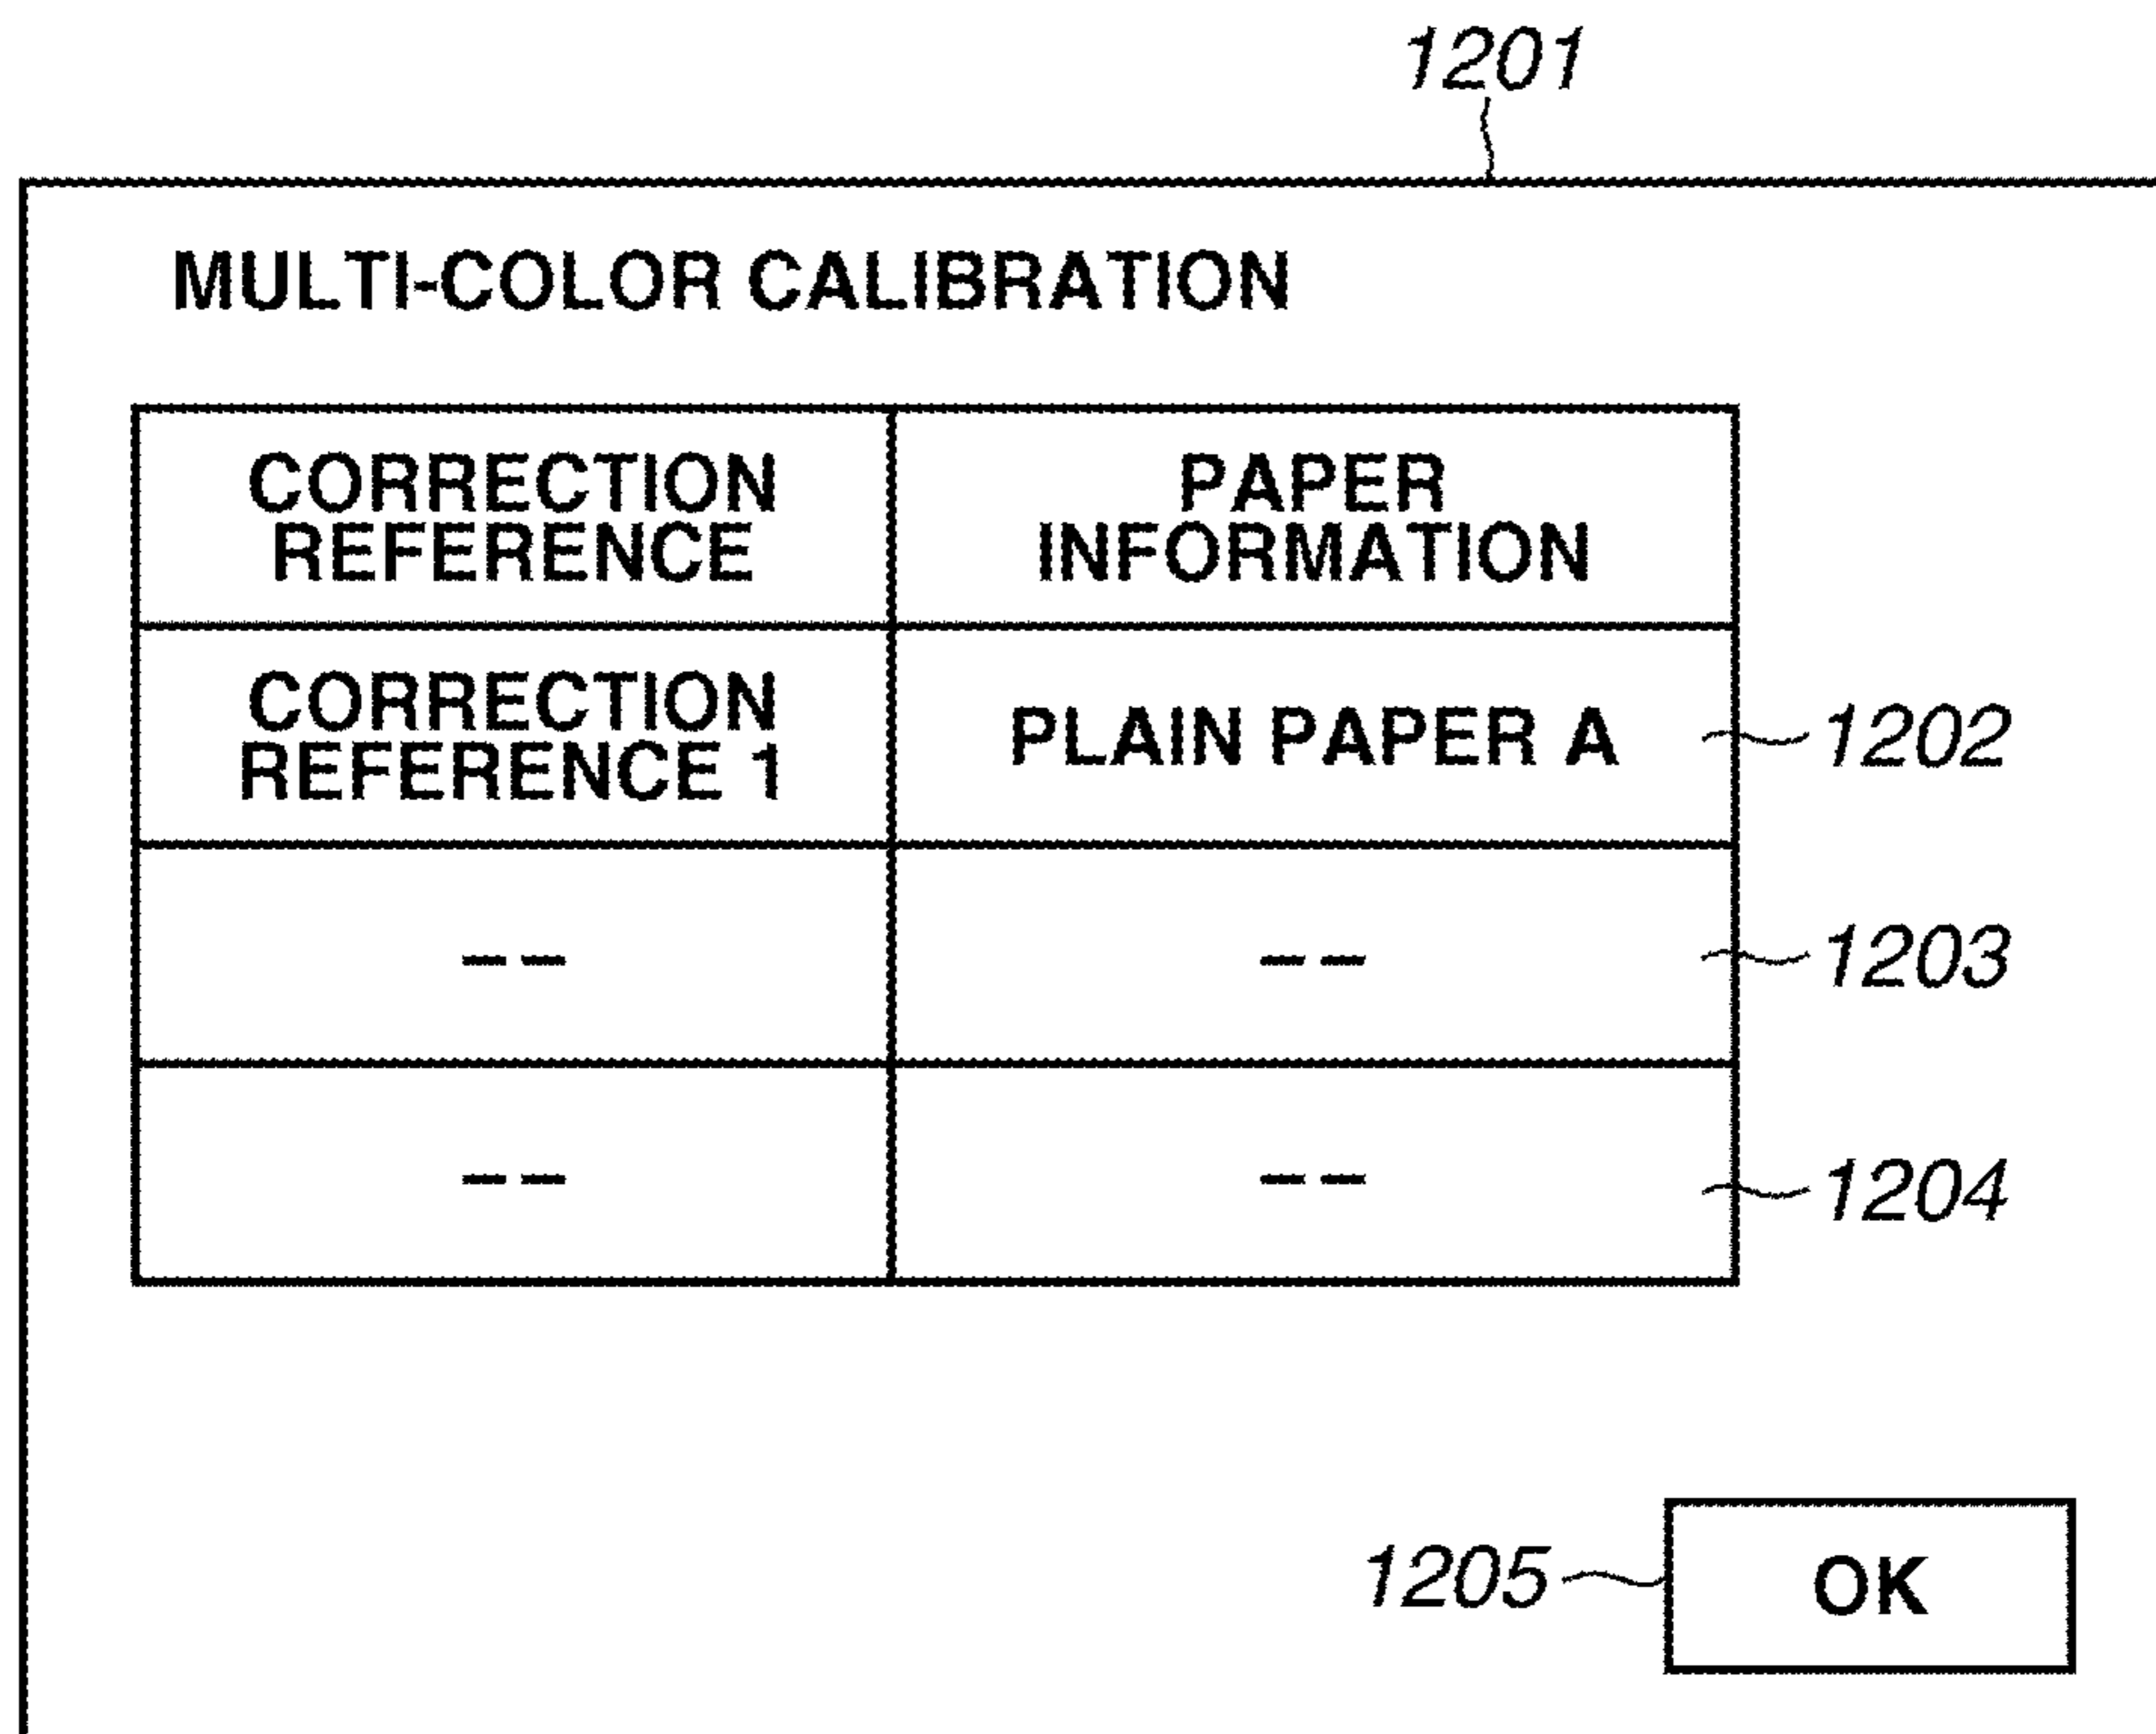 1201
MULTI-COLOR CALIBRATION
CORRECTION
REFERENCE
PAPER
INFORMATION
CORRECTION
REFERENCE 1
PLAIN PAPER A
1202
-- --
1203
-- --
1204
1205
OK